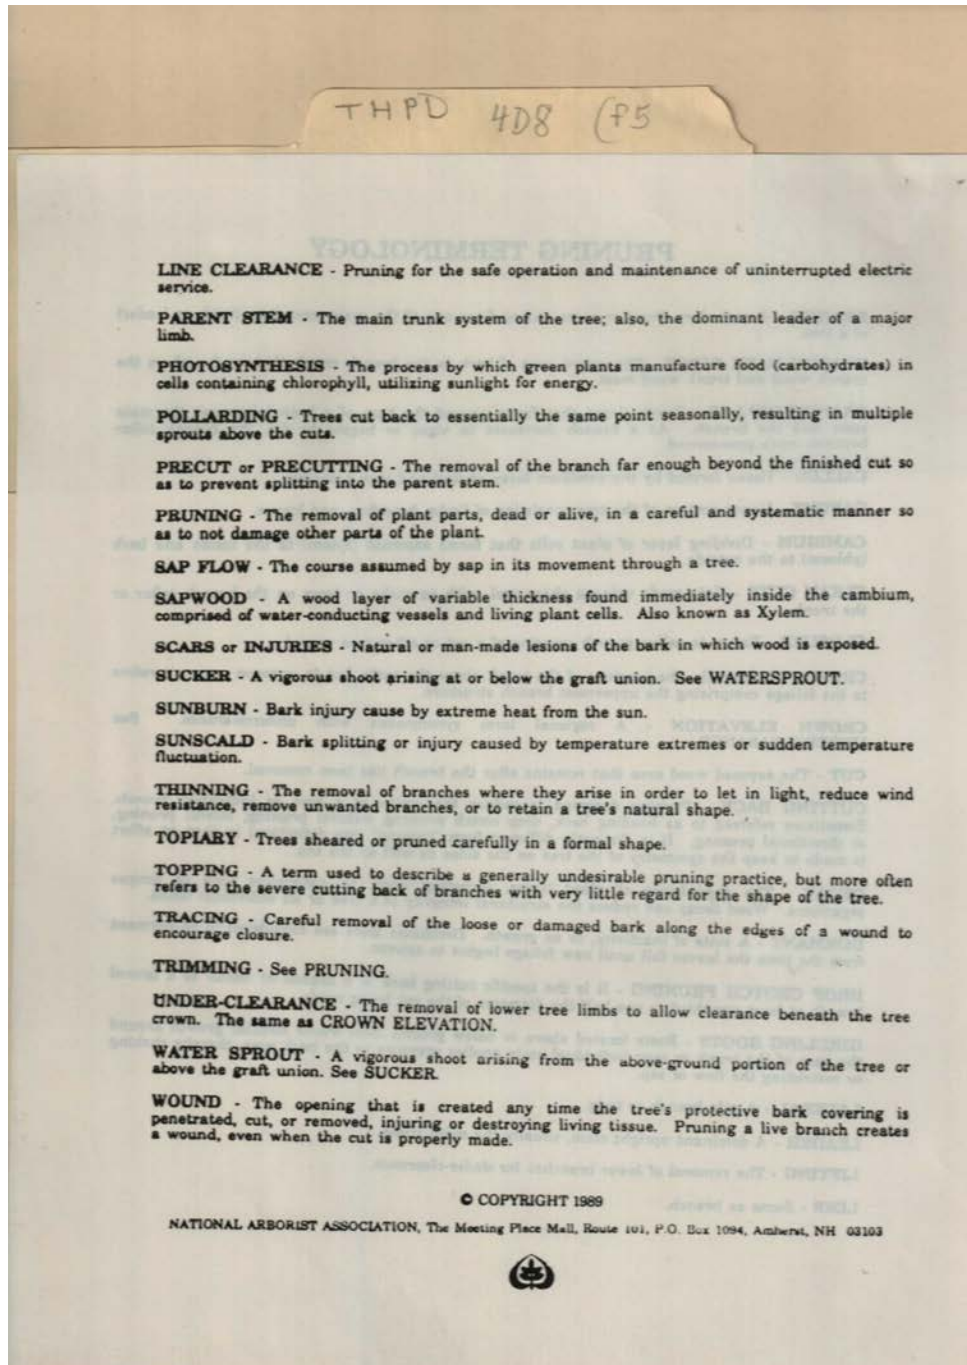 THPD 4D8 (f5
LINE CLEARANCE - Pruning for the safe operation and maintenance of uninterrupted electric
service.
PARENT STEM - The main trunk system of the tree; also, the dominant leader of a major
limb.
PHOTOSYNTHESIS - The process by which green plants manufacture food (carbohydrates) in
cells containing chlorophyll, utilizing sunlight for energy.
POLLARDING - Trees cut back to essentially the same point seasonally, resulting in multiple
sprouts above the cuts.
PRECUT or PRECUTTING - The removal of the branch far enough beyond the finished cut so
as to prevent splitting into the parent stem.
PRUNING - The removal of plant parts, dead or alive, in a careful and systematic manner so
as to not damage other parts of the plant.
SAP FLOW - The course assumed by sap in its movement through a tree.
SAPWOOD - A wood layer of variable thickness found immediately inside the cambium,
comprised of water-conducting vessels and living plant cells. Also known as Xylem.
SCARS or INJURIES - Natural or man-made lesions of the bark in which wood is exposed.
SUCKER - A vigorous shoot arising at or below the graft union. See WATERSPROUT.
SUNBURN - Bark injury cause by extreme heat from the sun.
SUNSCALD - Bark splitting or injury caused by temperature extremes or sudden temperature
fluctuation.
THINNING - The removal of branches where they arise in order to let in light, reduce wind
resistance, remove unwanted branches, or to retain a tree's natural shape.
TOPIARY - Trees sheared or pruned carefully in a formal shape.
TOPPING - A term used to describe a generally undesirable pruning practice, but more often
refers to the severe cutting back of branches with very little regard for the shape of the tree.
TRACING - Careful removal of the loose or damaged bark along the edges of a wound to
encourage closure.
TRIMMING - See PRUNING.
UNDER-CLEARANCE - The removal of lower tree limbs to allow clearance beneath the tree
crown. The same as CROWN ELEVATION.
WATER SPROUT - A vigorous shoot arising from the above-ground portion of the tree or
above the graft union. See SUCKER.
WOUND - The opening that is created any time the tree's protective bark covering is
penetrated, cut, or removed, injuring or destroying living tissue. Pruning a live branch creates
a wound, even when the cut is properly made.
© COPYRIGHT 1989
NATIONAL ARBORIST ASSOCIATION, The Meeting Place Mall, Route 101, P.O. Box 1094, Amherst, NH 03103